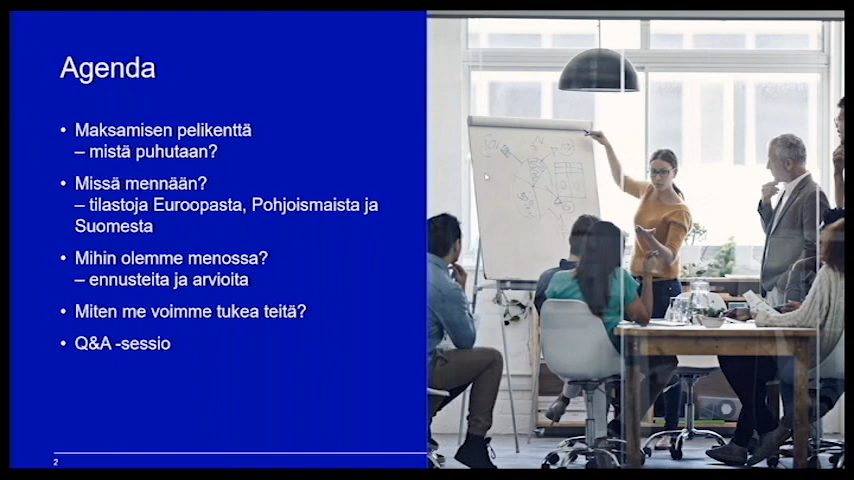 Agenda
• Maksamisen pelikenttä
– mistä puhutaan?
• Missä mennään?
– tilastoja Euroopasta, Pohjoismaista ja
Suomesta
• Mihin olemme menossa?
– ennusteita ja arvioita
• Miten me voimme tukea teitä?
• Q&A -sessio
2